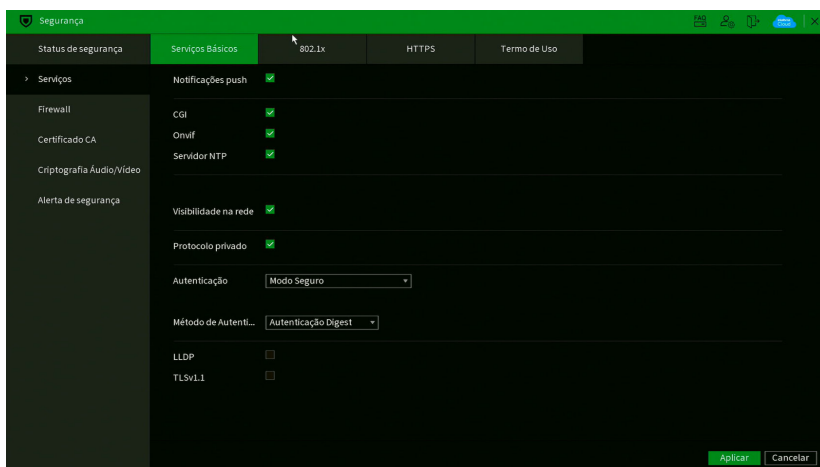 Segurança
FAQ
Cloud
Status de segurança
Serviços Básicos
802.1x
HTTPS
Termo de Uso
Serviços
Firewall
Certificado CA
Criptografia Áudio/Vídeo
Alerta de segurança
Notificações push
CGI
Onvif
Servidor NTP
Visibilidade na rede
Protocolo privado
Autenticação Modo Seguro
Método de Autenti... Autenticação Digest
LLDP
TLSv1.1
Aplicar Cancelar